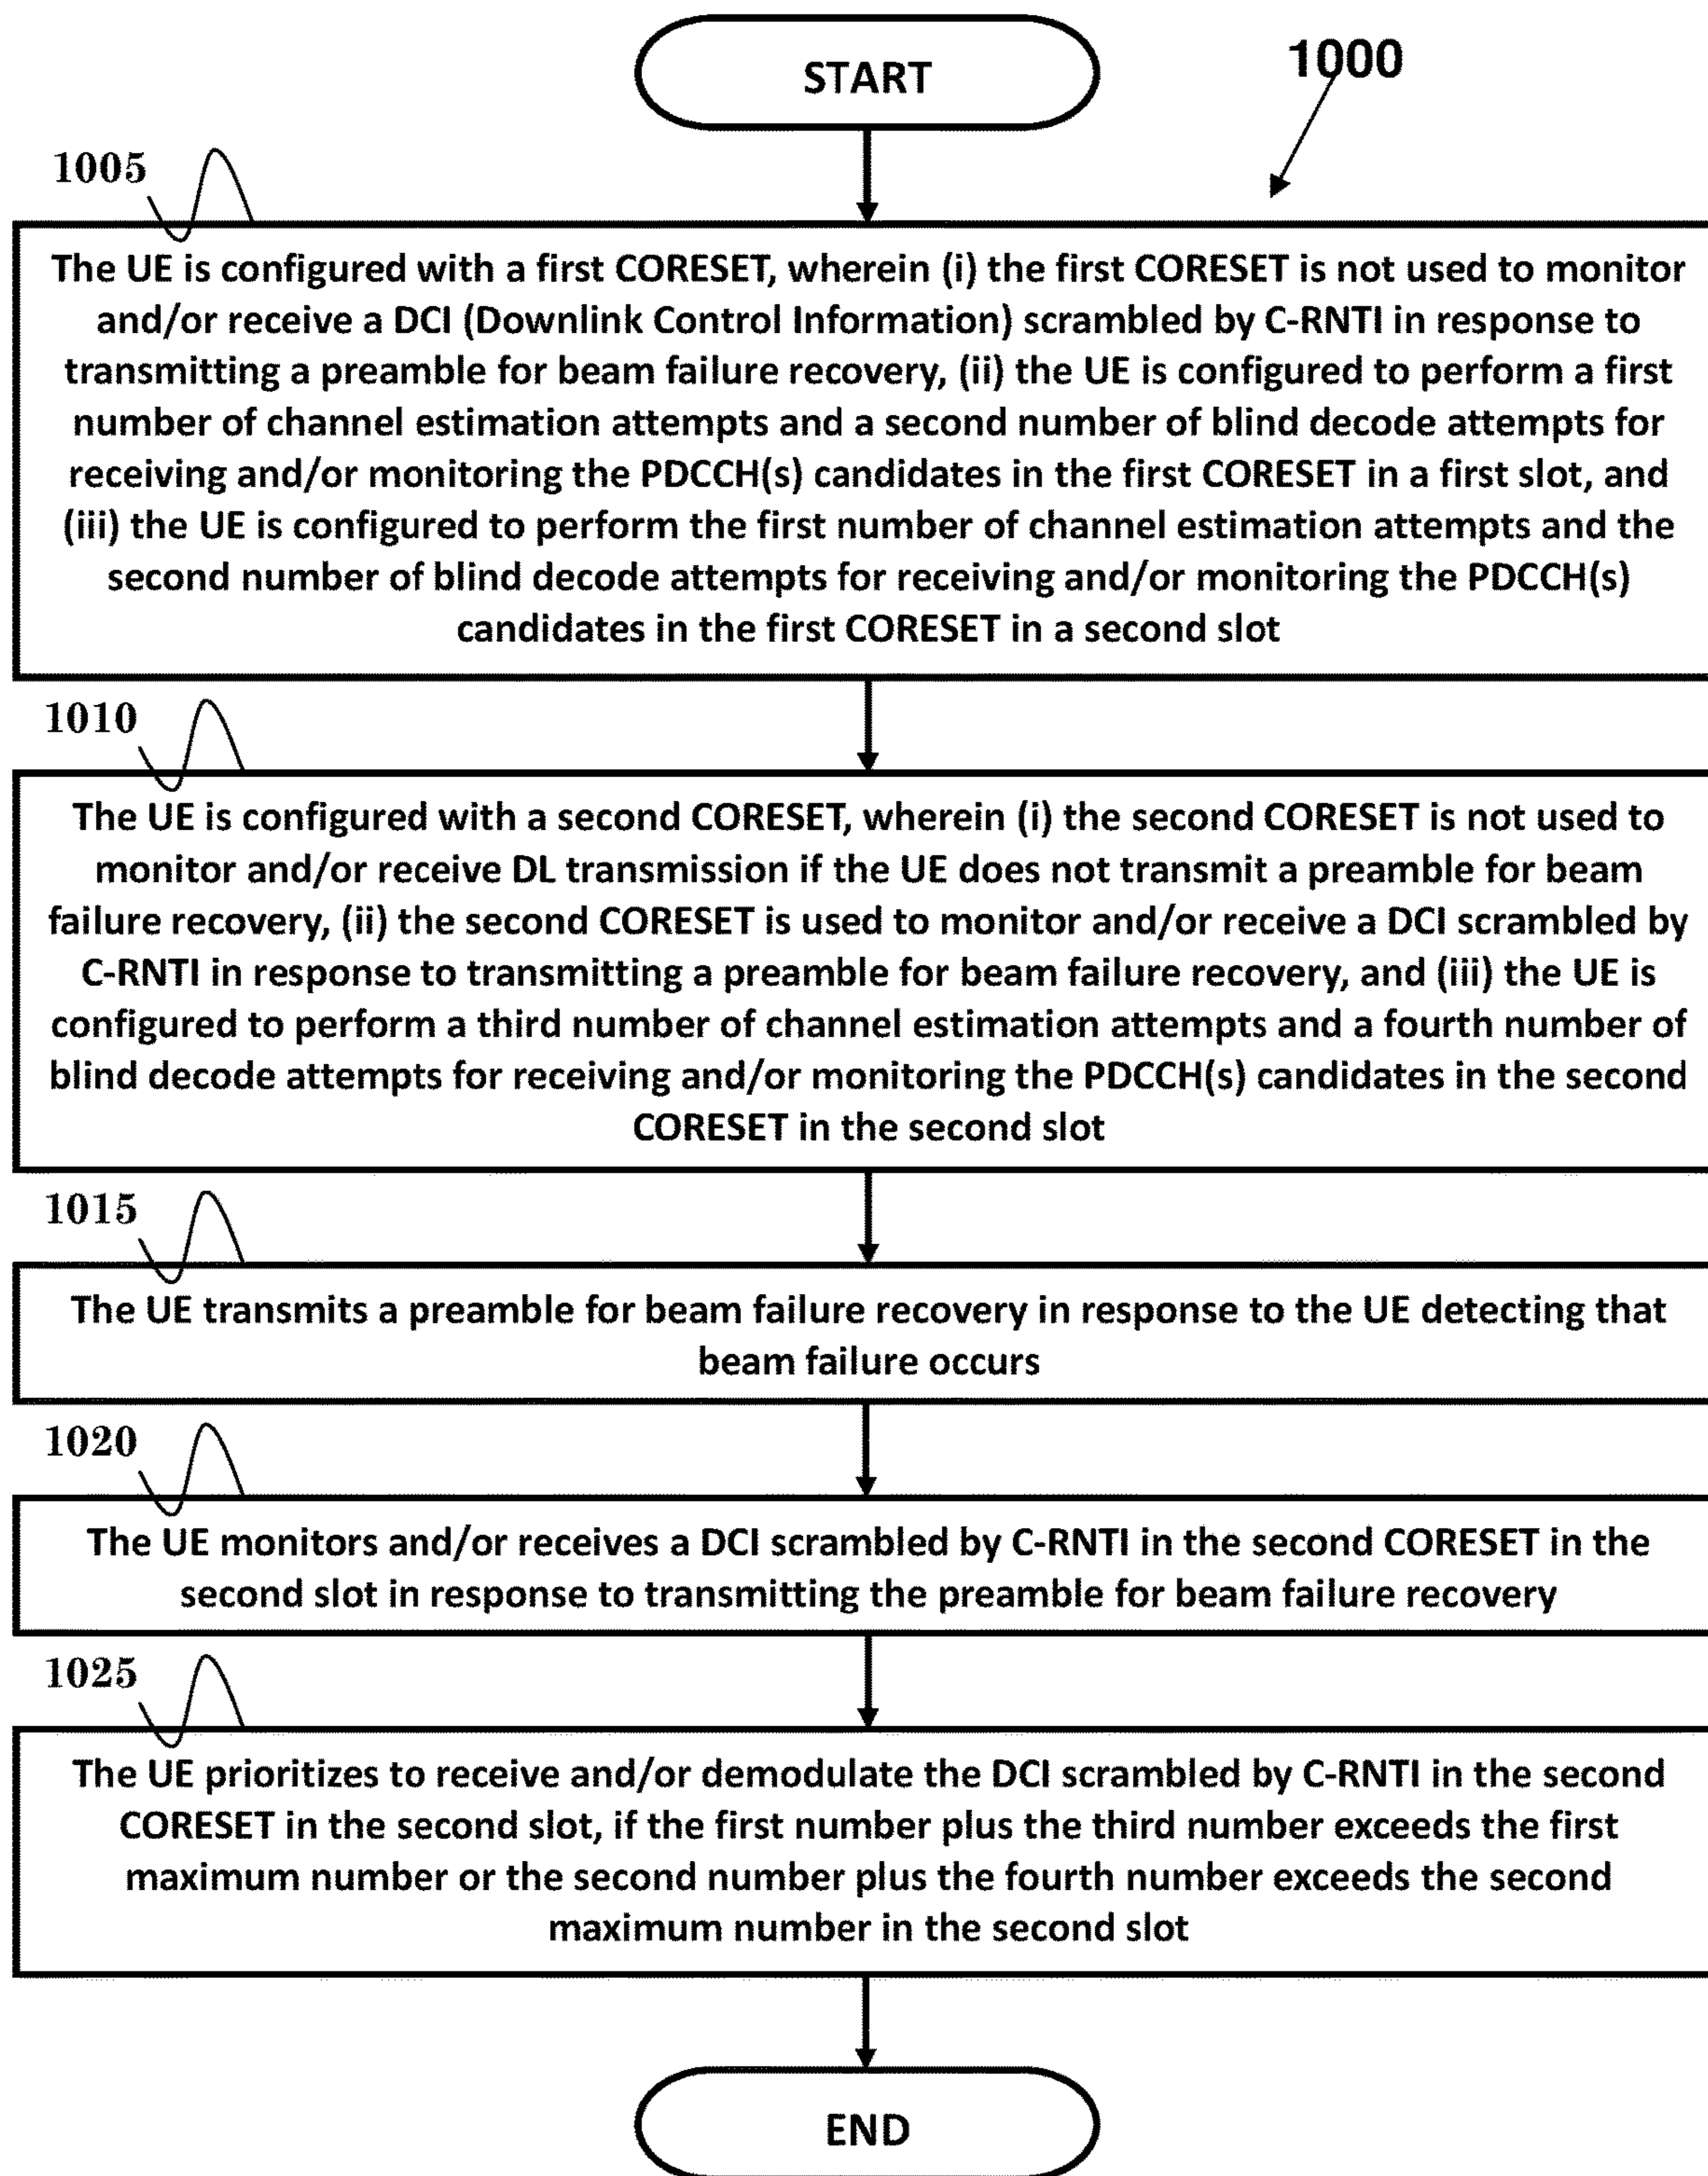 START
1000
1005
The UE is configured with a first CORESET, wherein (i) the first CORESET is not used to monitor
and/or receive a DCI (Downlink Control Information) scrambled by C-RNTI in response to
transmitting a preamble for beam failure recovery, (ii) the UE is configured to perform a first
number of channel estimation attempts and a second number of blind decode attempts for
receiving and/or monitoring the PDCCH(s) candidates in the first CORESET in a first slot, and
(iii) the UE is configured to perform the first number of channel estimation attempts and the
second number of blind decode attempts for receiving and/or monitoring the PDCCH(s)
candidates in the first CORESET in a second slot
1010
The UE is configured with a second CORESET, wherein (i) the second CORESET is not used to
monitor and/or receive DL transmission if the UE does not transmit a preamble for beam
failure recovery, (ii) the second CORESET is used to monitor and/or receive a DCI scrambled by
C-RNTI in response to transmitting a preamble for beam failure recovery, and (iii) the UE is
configured to perform a third number of channel estimation attempts and a fourth number of
blind decode attempts for receiving and/or monitoring the PDCCH(s) candidates in the second
CORESET in the second slot
1015
The UE transmits a preamble for beam failure recovery in response to the UE detecting that
beam failure occurs
1020
The UE monitors and/or receives a DCI scrambled by C-RNTI in the second CORESET in the
second slot in response to transmitting the preamble for beam failure recovery
1025
The UE prioritizes to receive and/or demodulate the DCI scrambled by C-RNTI in the second
CORESET in the second slot, if the first number plus the third number exceeds the first
maximum number or the second number plus the fourth number exceeds the second
maximum number in the second slot
END